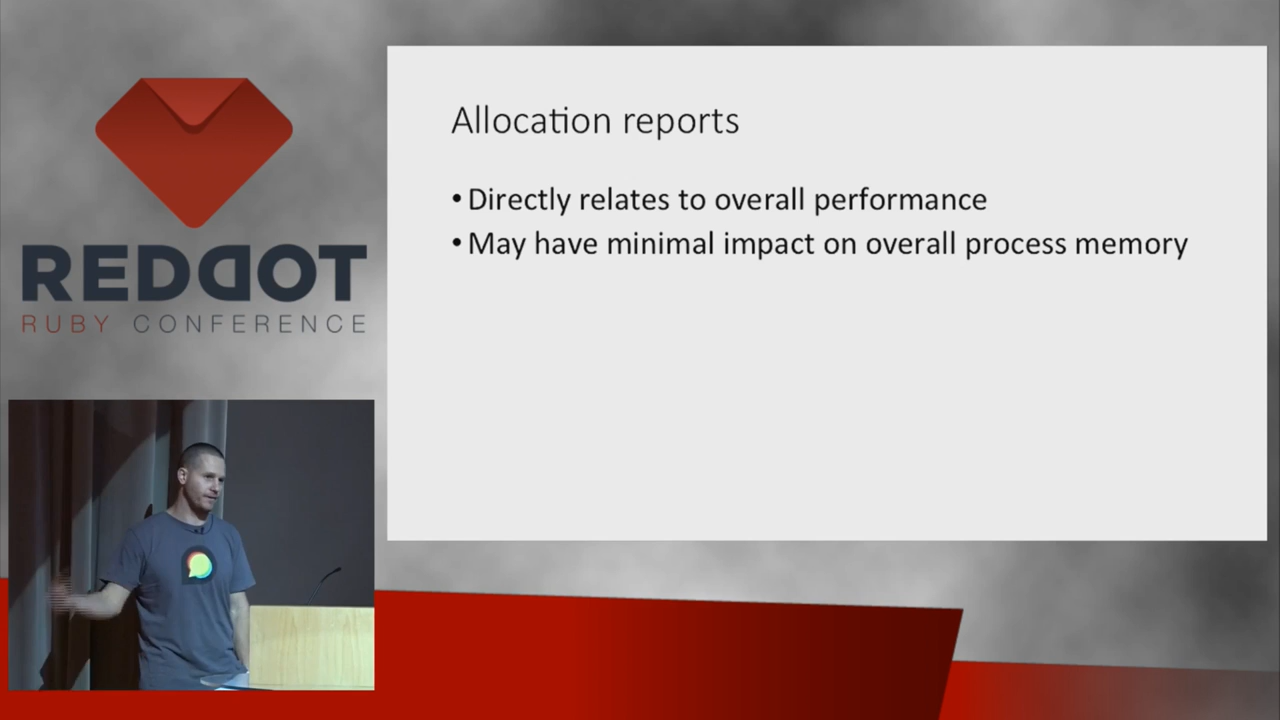 REDDOT
RUBY CONFERENCE
Allocation reports
• Directly relates to overall performance
• May have minimal impact on overall process memory